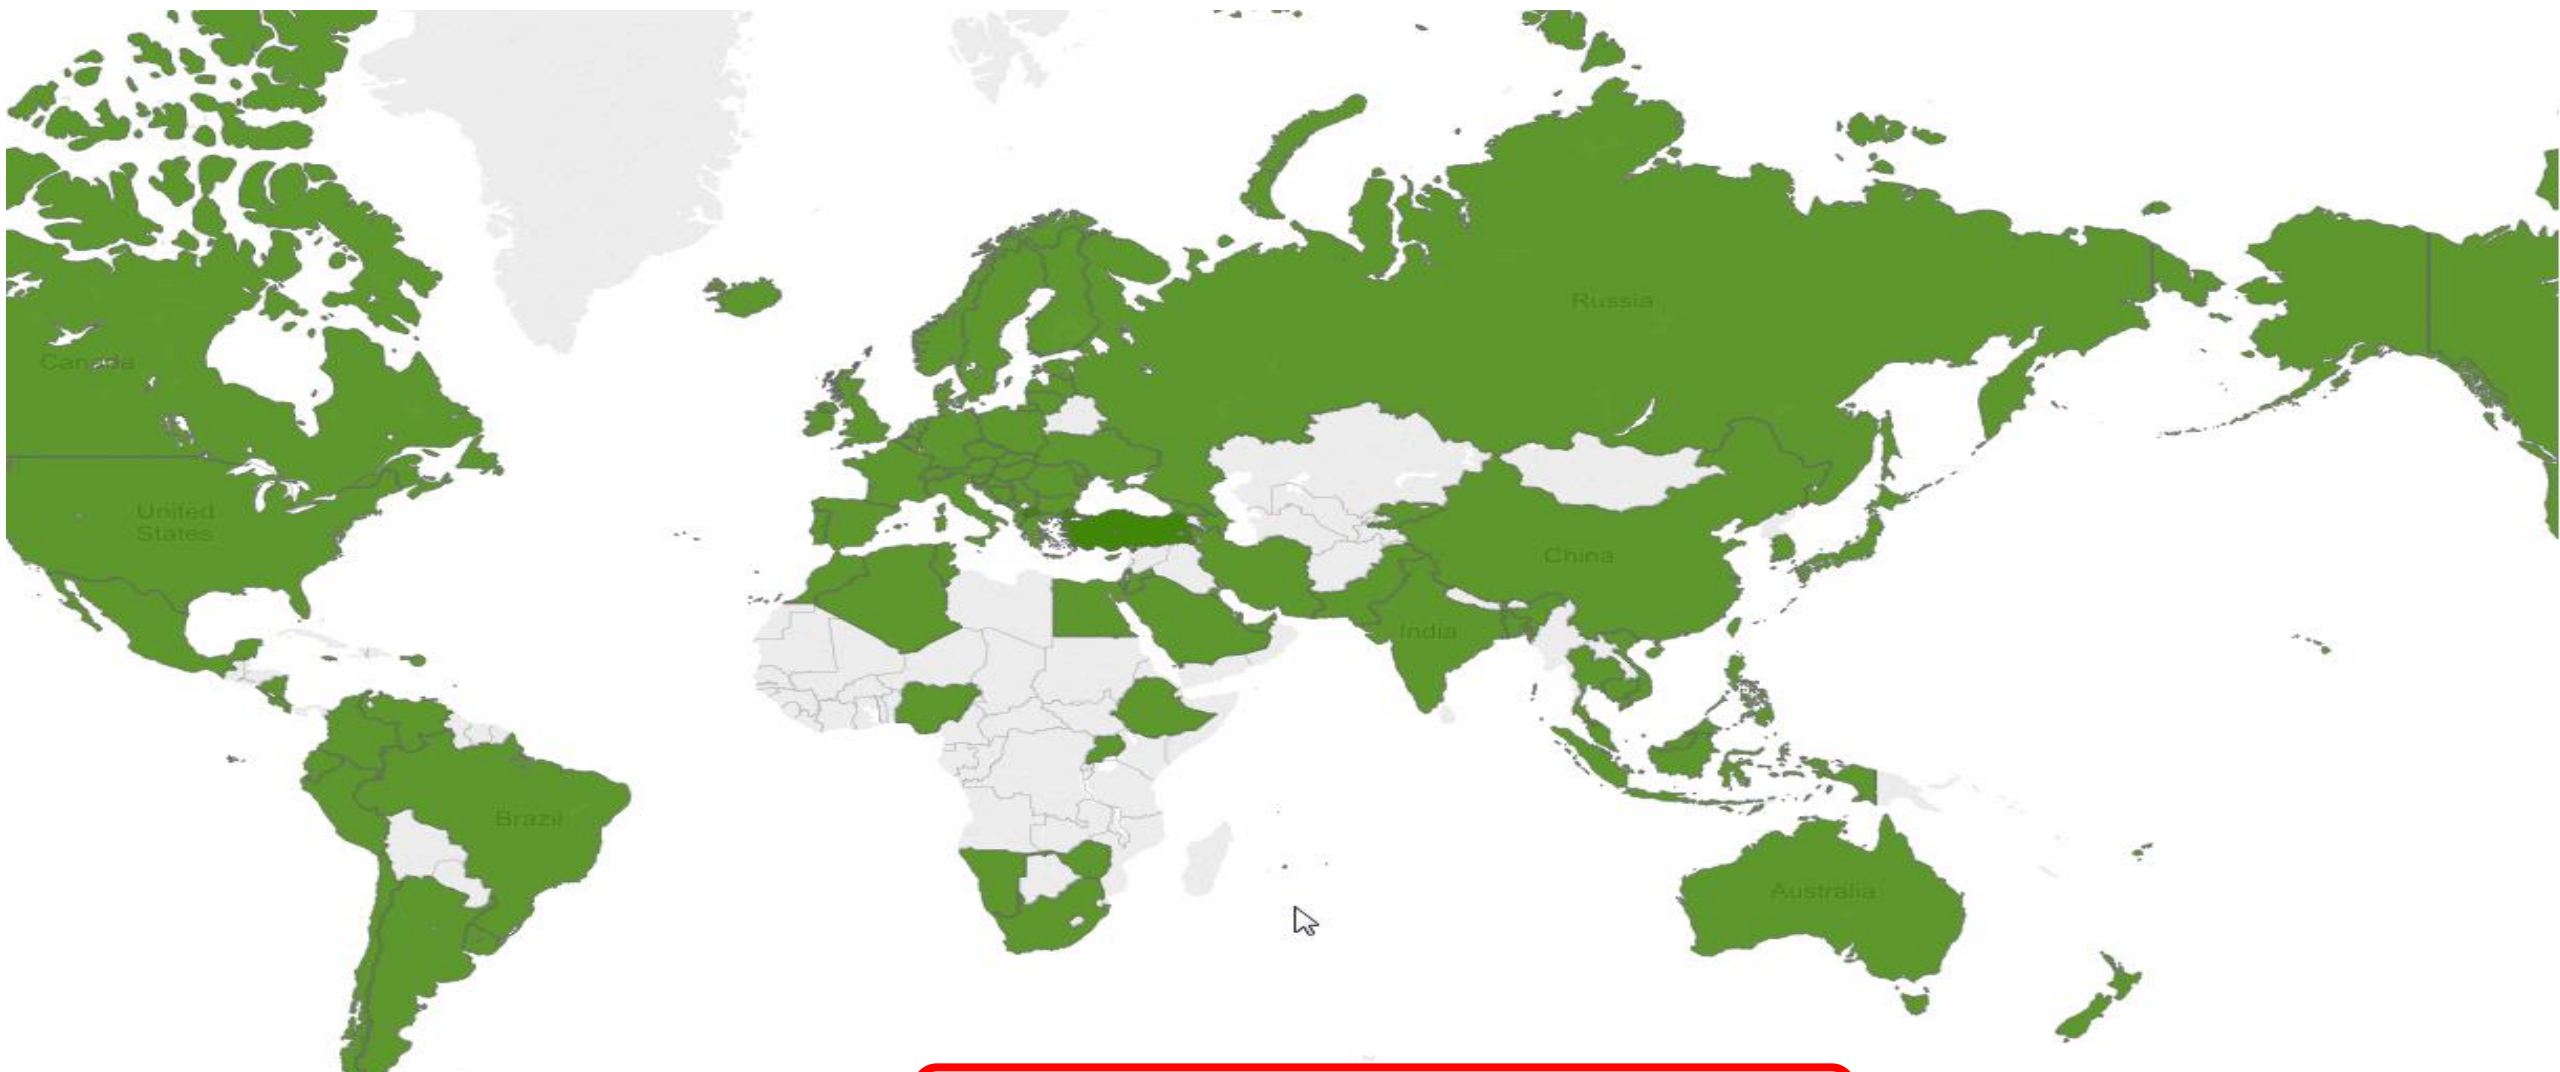 Russia
Canada
United
States
China
India
Brazil
Australia